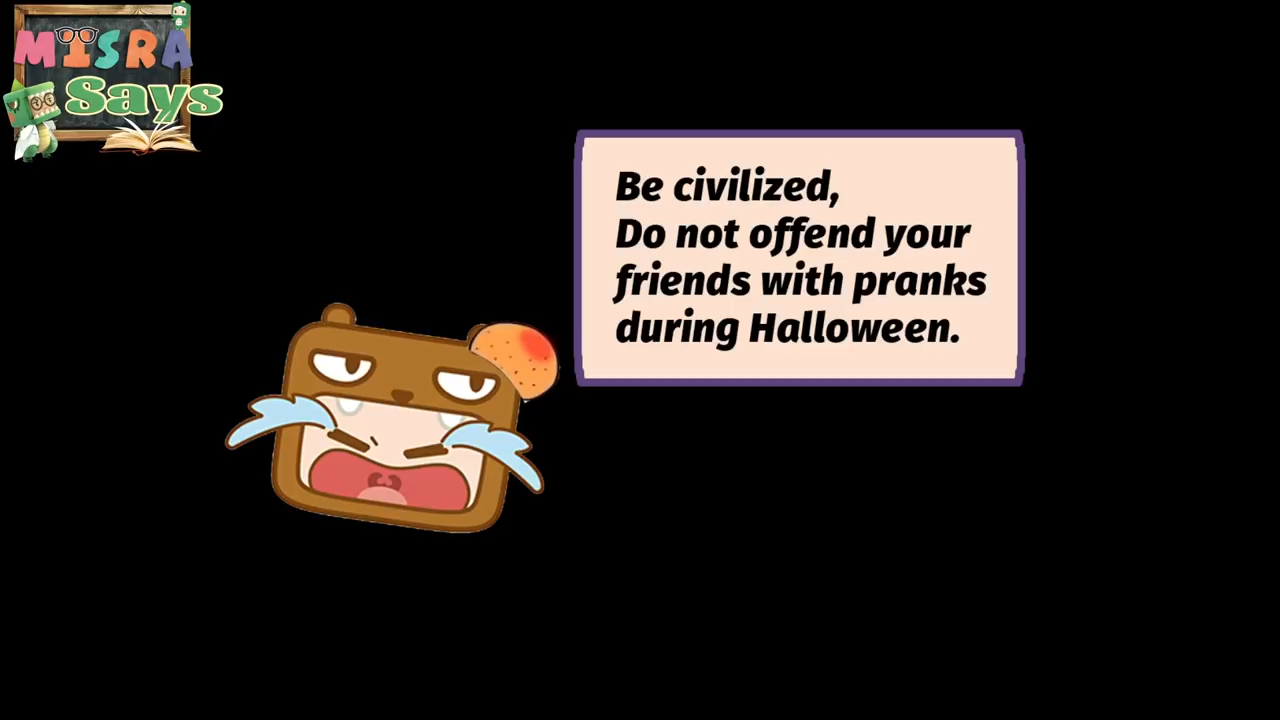 MISRA
Says
Be civilized,
Do not offend your
friends with pranks
during Halloween.